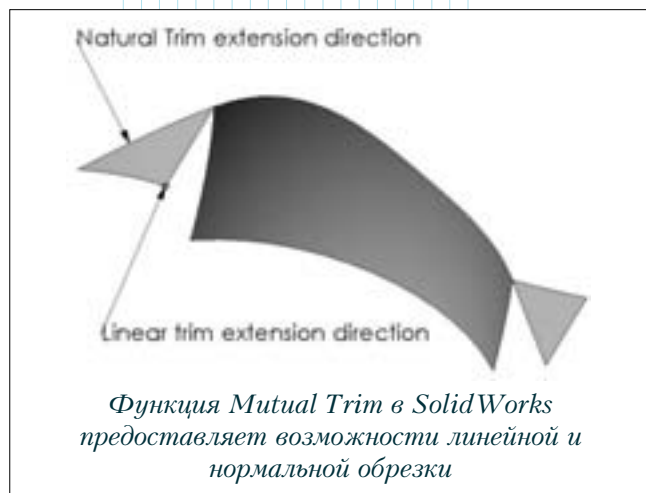 Natural Trim extension direction
Linear trim extension direction
Функция Mutual Trim в SolidWorks
предоставляет возможности линейной и
нормальной обрезки